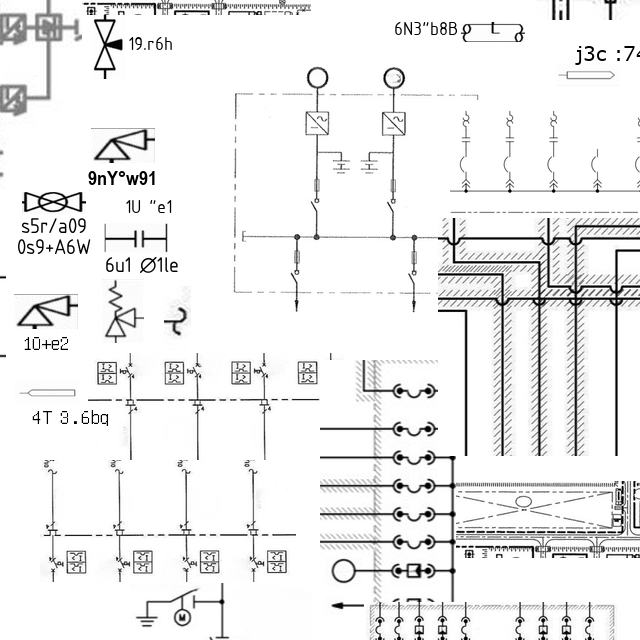 6N3"b8B
19.r6h
j3c :74
L
9nY°w91
1U "e1
s5r/a09
0s9+A6W
6u1 Ø1le
10+e2
4T 3.6bq
M